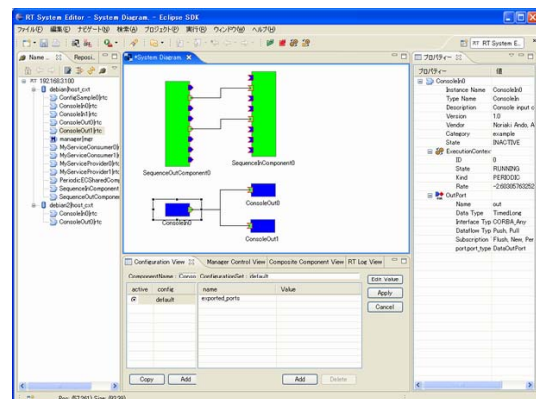 RT System Editor - System Diagram - Eclipse SDK
ファイル(F) 編集(E) ナビゲート(N) 検索(A) プロジェクト(P) 実行(R) ウィンドウ(W) ヘルプ(H)
RT System E..
Name ..
Reposi..
RT 192.168.3.100
debian|host_cxt
ConfigSample0|rtc
ConsoleIn0|rtc
ConsoleIn1|rtc
ConsoleOut0|rtc
ConsoleOut1|rtc
manager|mgr
MyServiceConsumer0|
MyServiceConsumer1|
MyServiceProvider0|rtc
MyServiceProvider1|rtc
PeriodicECSharedCom
SequenceInComponent
SequenceOutCompone
debian2|host_cxt
ConsoleIn0|rtc
ConsoleOut0|rtc
*System Diagram
SequenceOutComponent0
SequenceInComponent0
ConsoleIn0
ConsoleOut0
ConsoleOut1
Configuration View
Manager Control View
Composite Component View
RT Log View
ComponentName :
ConfigurationSet : default
active
config
default
name
Value
exported_ports
Edit Value
Apply
Cancel
Copy
Add
Add
Delete
プロパティー
プロパティー
値
ConsoleIn0
Instance Name ConsoleIn0
Type Name ConsoleIn
Description Console input c
Version 1.0
Vendor Noriaki Ando, A
Category example
State INACTIVE
ExecutionContex
ID 0
State RUNNING
Kind PERIODIC
Rate
OutPort
Name out
Data Type TimedLong
Interface Typ CORBA_Any
Dataflow Typ Push, Pull
Subscription Flush, New, Per
port.port_type DataOutPort